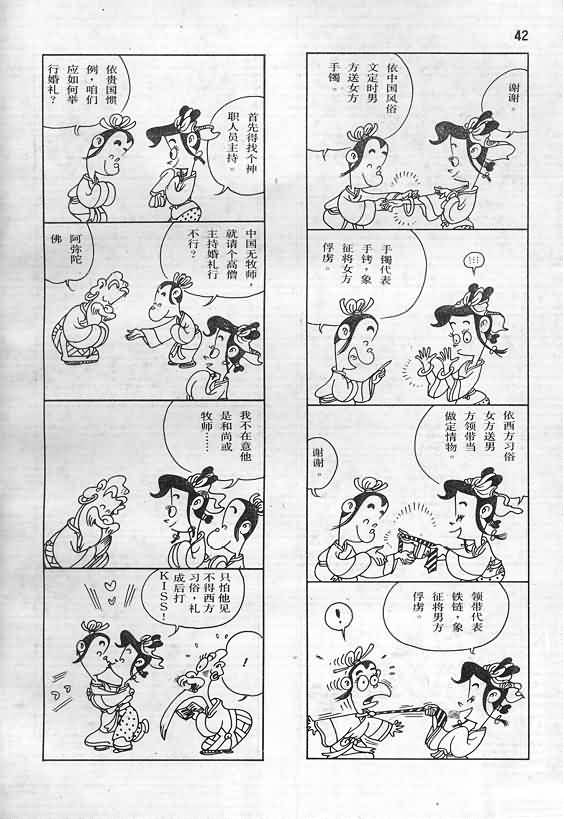 42
依中国风俗
文定时男
方送女方
手镯。
谢谢。
手镯代表
手铐，象
征将女方
俘虏。
……
依西方习俗
女方送男
方领带当
做定情物。
谢谢。
领带代表
铁链，象
征将男方
俘虏。
！
依贵国惯
例，咱们
应如何举
行婚礼？
首先得找个神
职人员主持。
中国无牧师，
就请个高僧
主持婚礼行
不行？
阿弥陀
佛
我不在意他
是和尚或
牧师……
只怕他见
不得西方
习俗，礼
成后打
KISS！
！